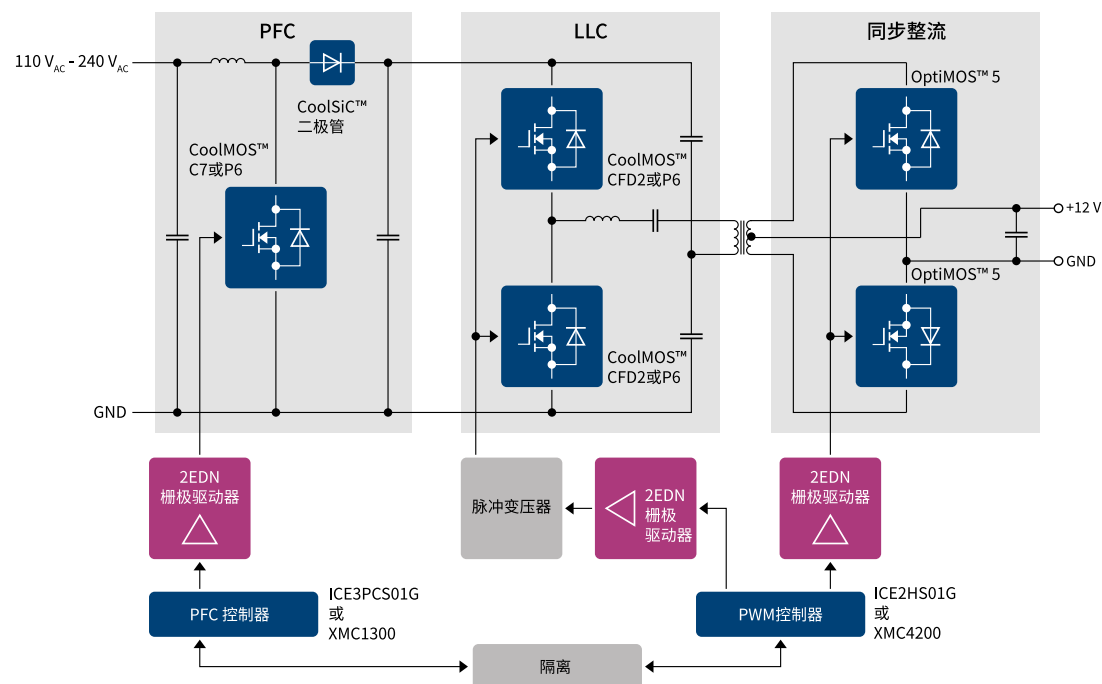 PFC
LLC
同步整流
110 VAC - 240 VAC
CoolSiC™
二极管
CoolMOS™
C7或P6
CoolMOS™
CFD2或P6
CoolMOS™
CFD2或P6
OptiMOS™ 5
+12 V
GND
OptiMOS™ 5
GND
2EDN
栅极驱动器
脉冲变压器
2EDN
栅极
驱动器
2EDN
栅极驱动器
PFC 控制器
ICE3PCS01G
或
XMC1300
PWM控制器
ICE2HS01G
或
XMC4200
隔离